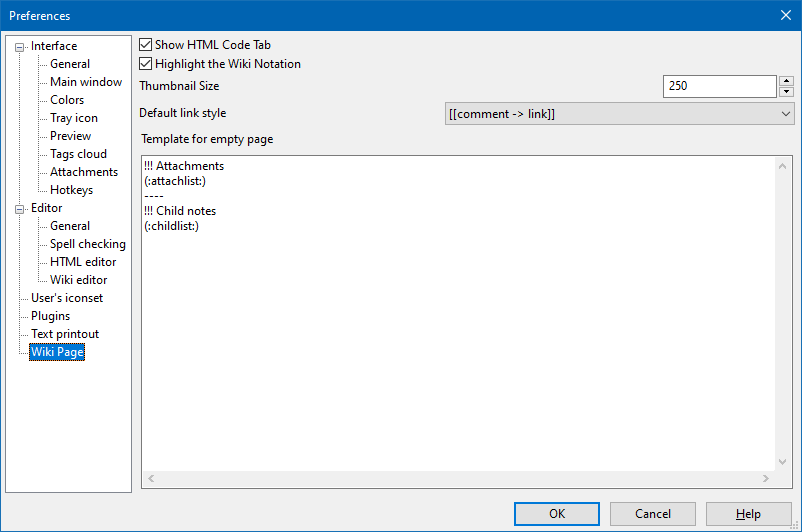 Preferences
Interface
General
Main window
Colors
Tray icon
Preview
Tags cloud
Attachments
Hotkeys
Editor
General
Spell checking
HTML editor
Wiki editor
User's iconset
Plugins
Text printout
Wiki Page
Show HTML Code Tab
Highlight the Wiki Notation
Thumbnail Size
250
Default link style
[[comment -> link]]
Template for empty page
!!! Attachments
(:attachlist:)
----
!!! Child notes
(:childlist:)
OK
Cancel
Help